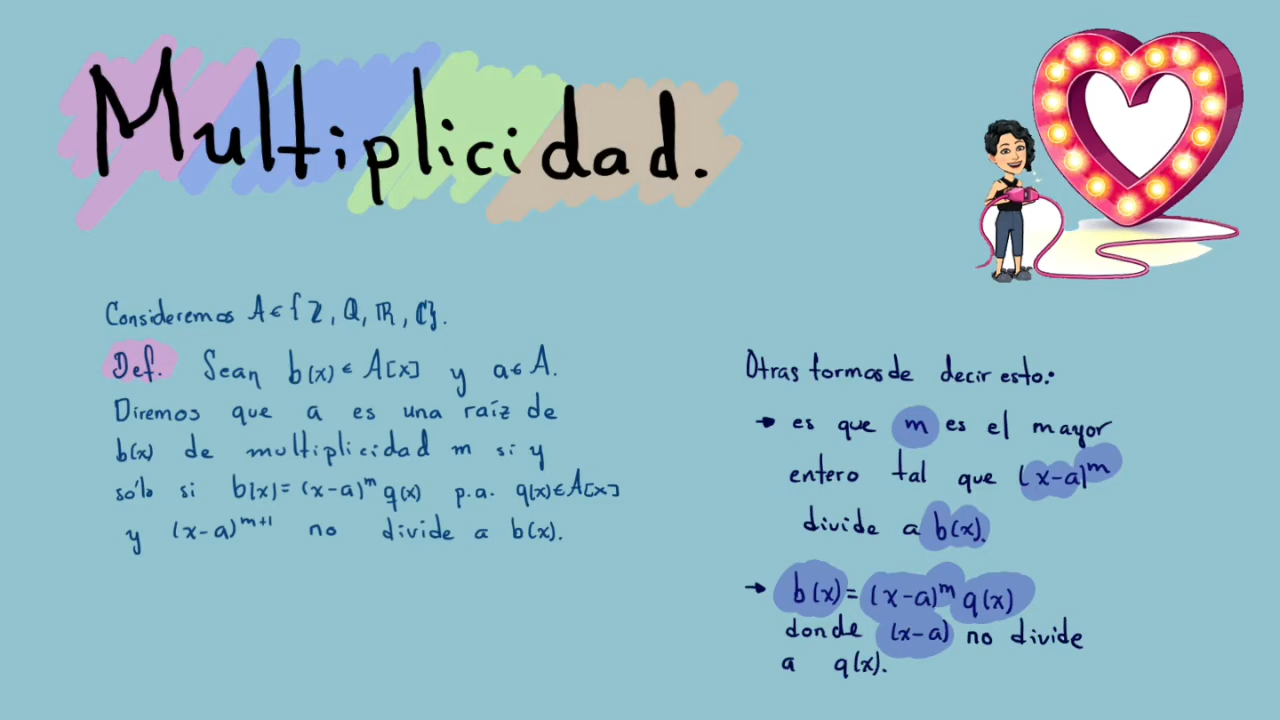 Multiplicidad.
Consideremos A∈{ℤ, ℚ, ℝ, ℂ}.
Def. Sean b(x)∈ A[x] y a∈ A.
Diremos que a es una raíz de
b(x) de multiplicidad m si y
sólo si b(x)= (x-a)^m q(x) p.a. q(x)∈A[x]
y (x-a)^{m+1} no divide a b(x).
Otras formas de decir esto:
→ es que m es el mayor
entero tal que (x-a)^m
divide a b(x).
→ b(x)= (x-a)^m q(x)
donde (x-a) no divide
a q(x).